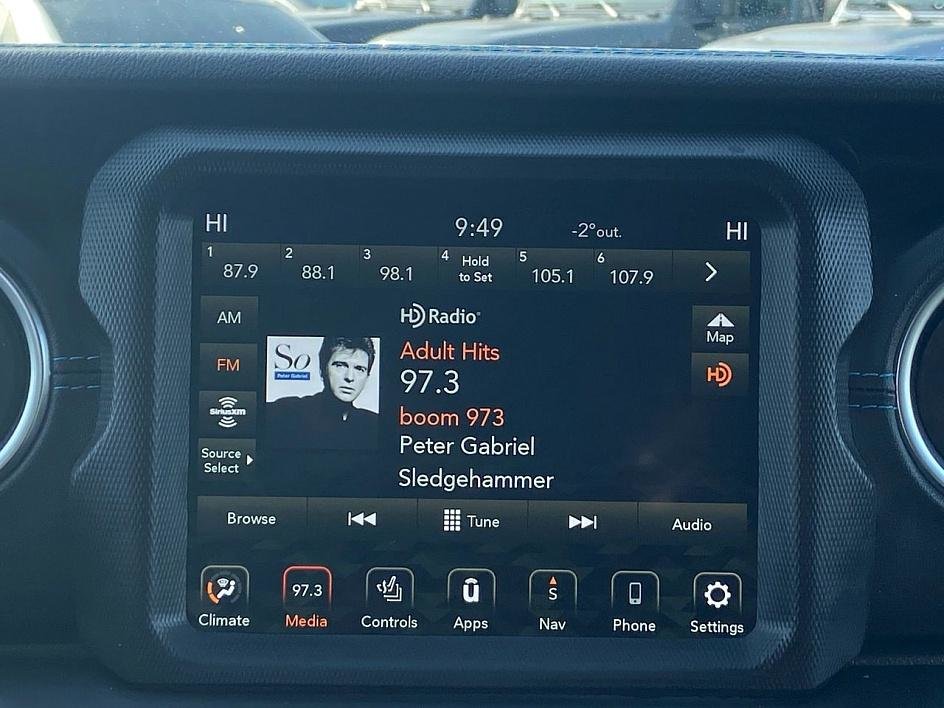 HI 9:49 -2°out. HI
1 87.9 2 88.1 3 98.1 4 Hold to Set 5 105.1 6 107.9
AM
FM
SiriusXM
Source
Select
So
Peter Gabriel
HD Radio
Adult Hits
97.3
boom 973
Peter Gabriel
Sledgehammer
Map
HD
Browse Tune Audio
97.3 S
Climate Media Controls Apps Nav Phone Settings